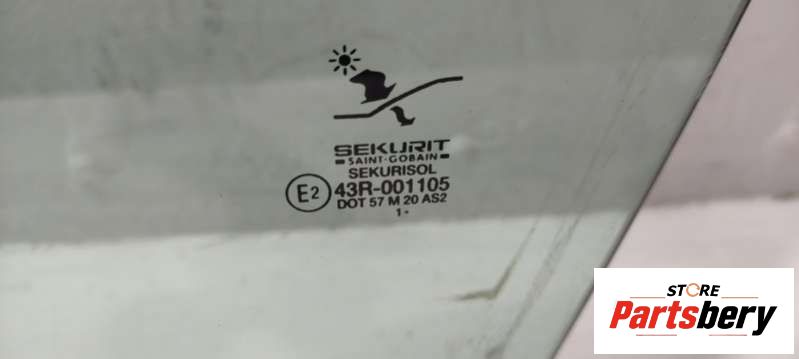 SEKURIT
SAINT-GOBAIN
SEKURISOL
E2 43R-001105
DOT 57 M 20 AS2
1-
STORE
Partsbery